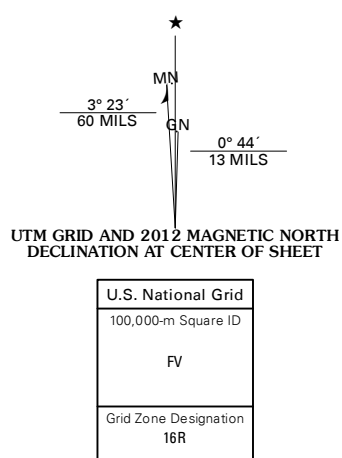 ★
MN
3° 23´
60 MILS
GN
0° 44´
13 MILS
UTM GRID AND 2012 MAGNETIC NORTH
DECLINATION AT CENTER OF SHEET
U.S. National Grid
100,000-m Square ID
FV
Grid Zone Designation
16R